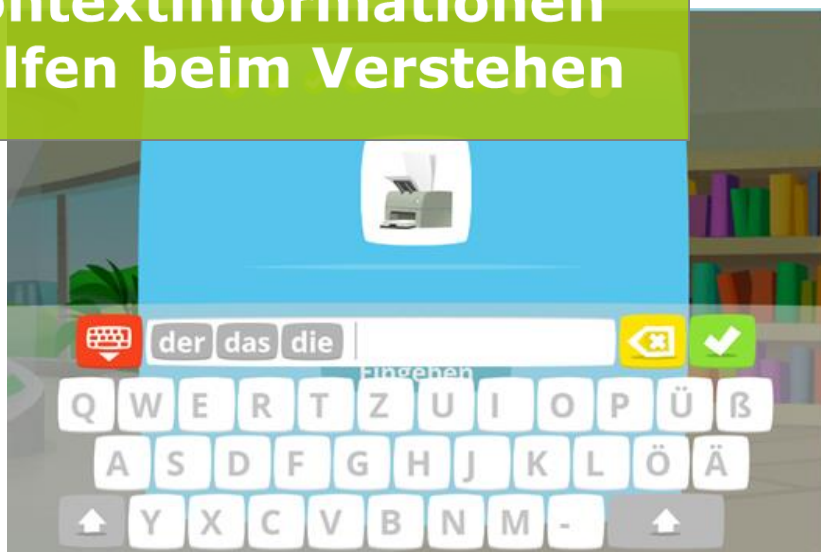 ontextinformationen
lfen beim Verstehen
der das die
Eingeben
Q W E R T Z U I O P Ü ß
A S D F G H J K L Ö Ä
Y X C V B N M -